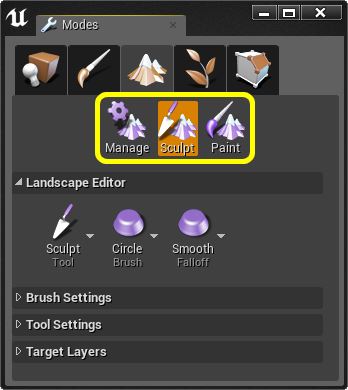 Modes
Manage Sculpt Paint
Landscape Editor
Sculpt Circle Smooth
Tool Brush Falloff
Brush Settings
Tool Settings
Target Layers